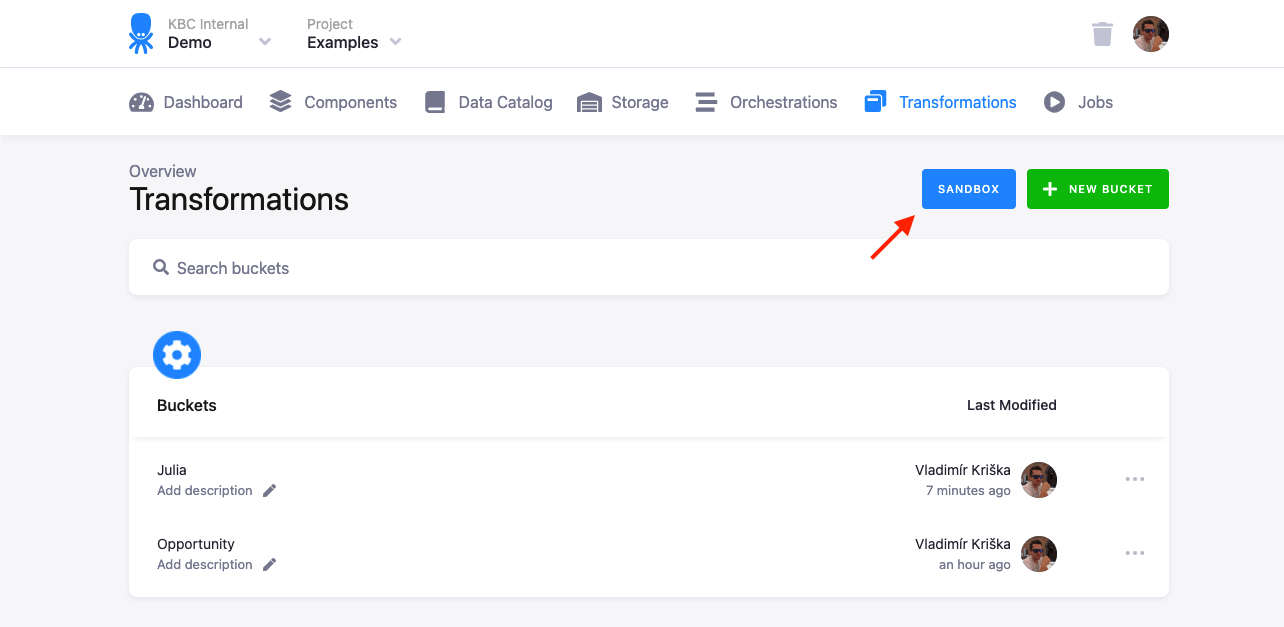 KBC Internal
Demo
Project
Examples
Dashboard
Components
Data Catalog
Storage
Orchestrations
Transformations
Jobs
Overview
Transformations
SANDBOX
NEW BUCKET
Search buckets
Buckets
Last Modified
Julia
Add description
Vladimír Kriška
7 minutes ago
Opportunity
Add description
Vladimír Kriška
an hour ago